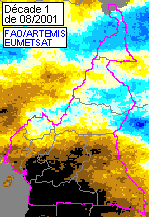 Décade 1
de 08/2001
FAO/ARTEMIS
EUMETSAT